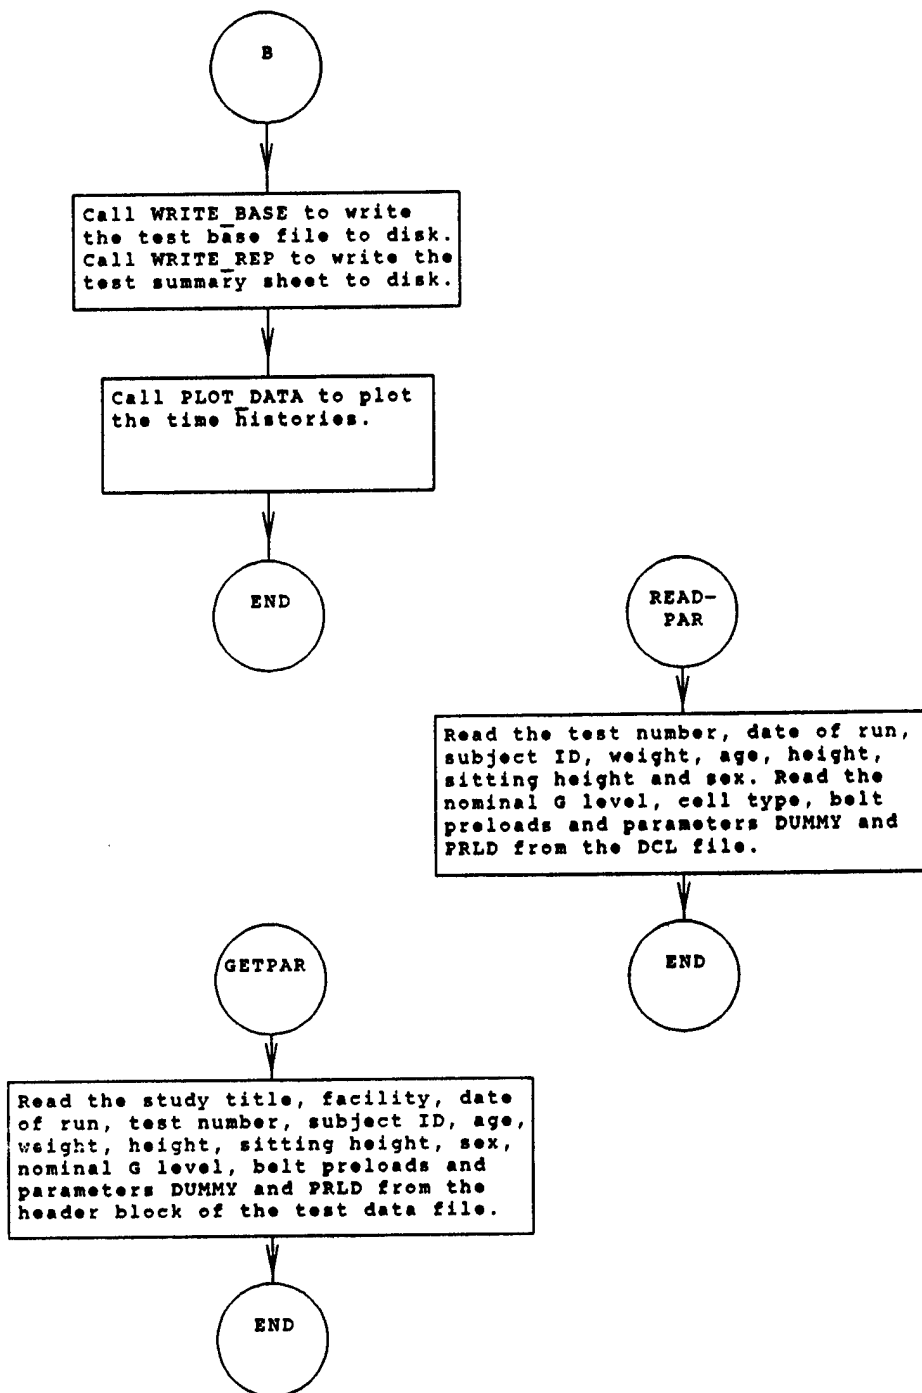 B
Call WRITE_BASE to write
the test base file to disk.
Call WRITE_REP to write the
test summary sheet to disk.
Call PLOT_DATA to plot
the time histories.
END
READ-
PAR
Read the test number, date of run,
subject ID, weight, age, height,
sitting height and sex. Read the
nominal G level, cell type, belt
preloads and parameters DUMMY and
PRLD from the DCL file.
END
GETPAR
Read the study title, facility, date
of run, test number, subject ID, age,
weight, height, sitting height, sex,
nominal G level, belt preloads and
parameters DUMMY and PRLD from the
header block of the test data file.
END